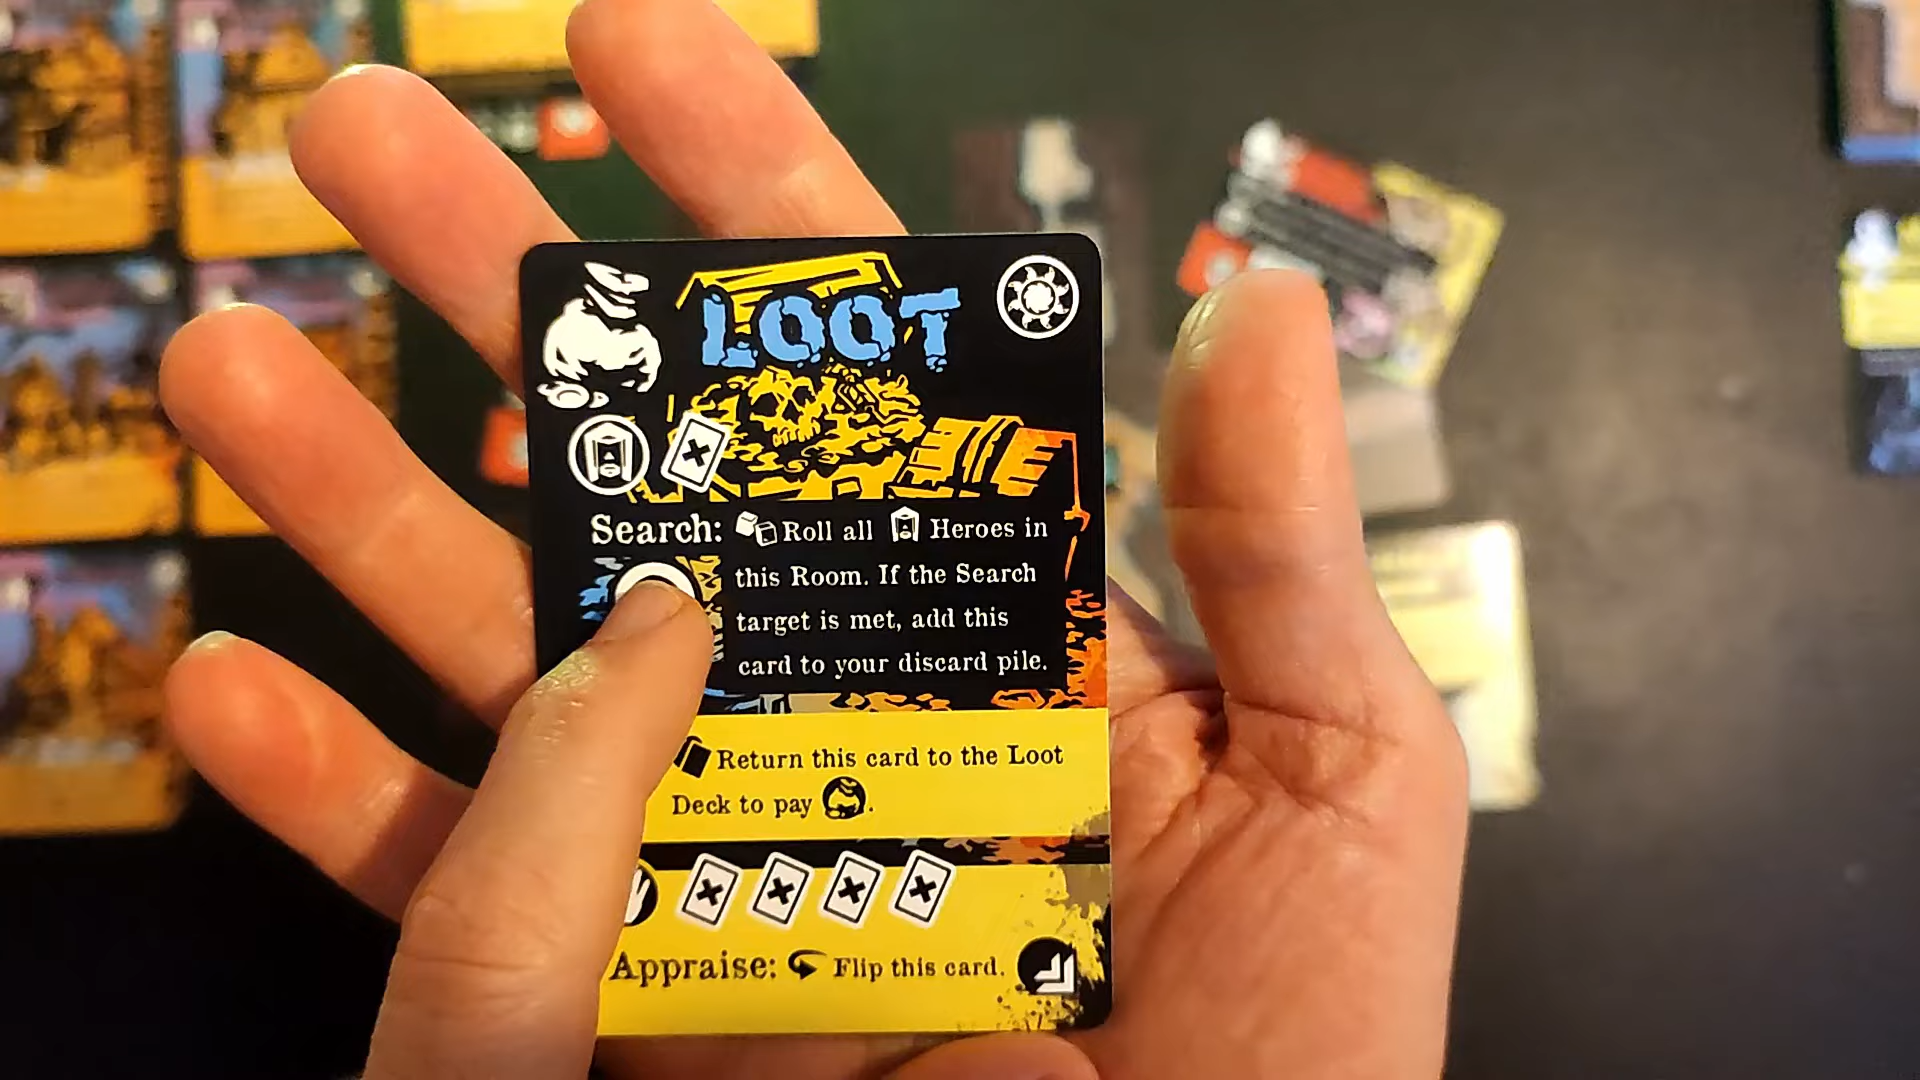 LOOT
Search: Roll all Heroes in
this Room. If the Search
target is met, add this
card to your discard pile.
Return this card to the Loot
Deck to pay .
Appraise: Flip this card.